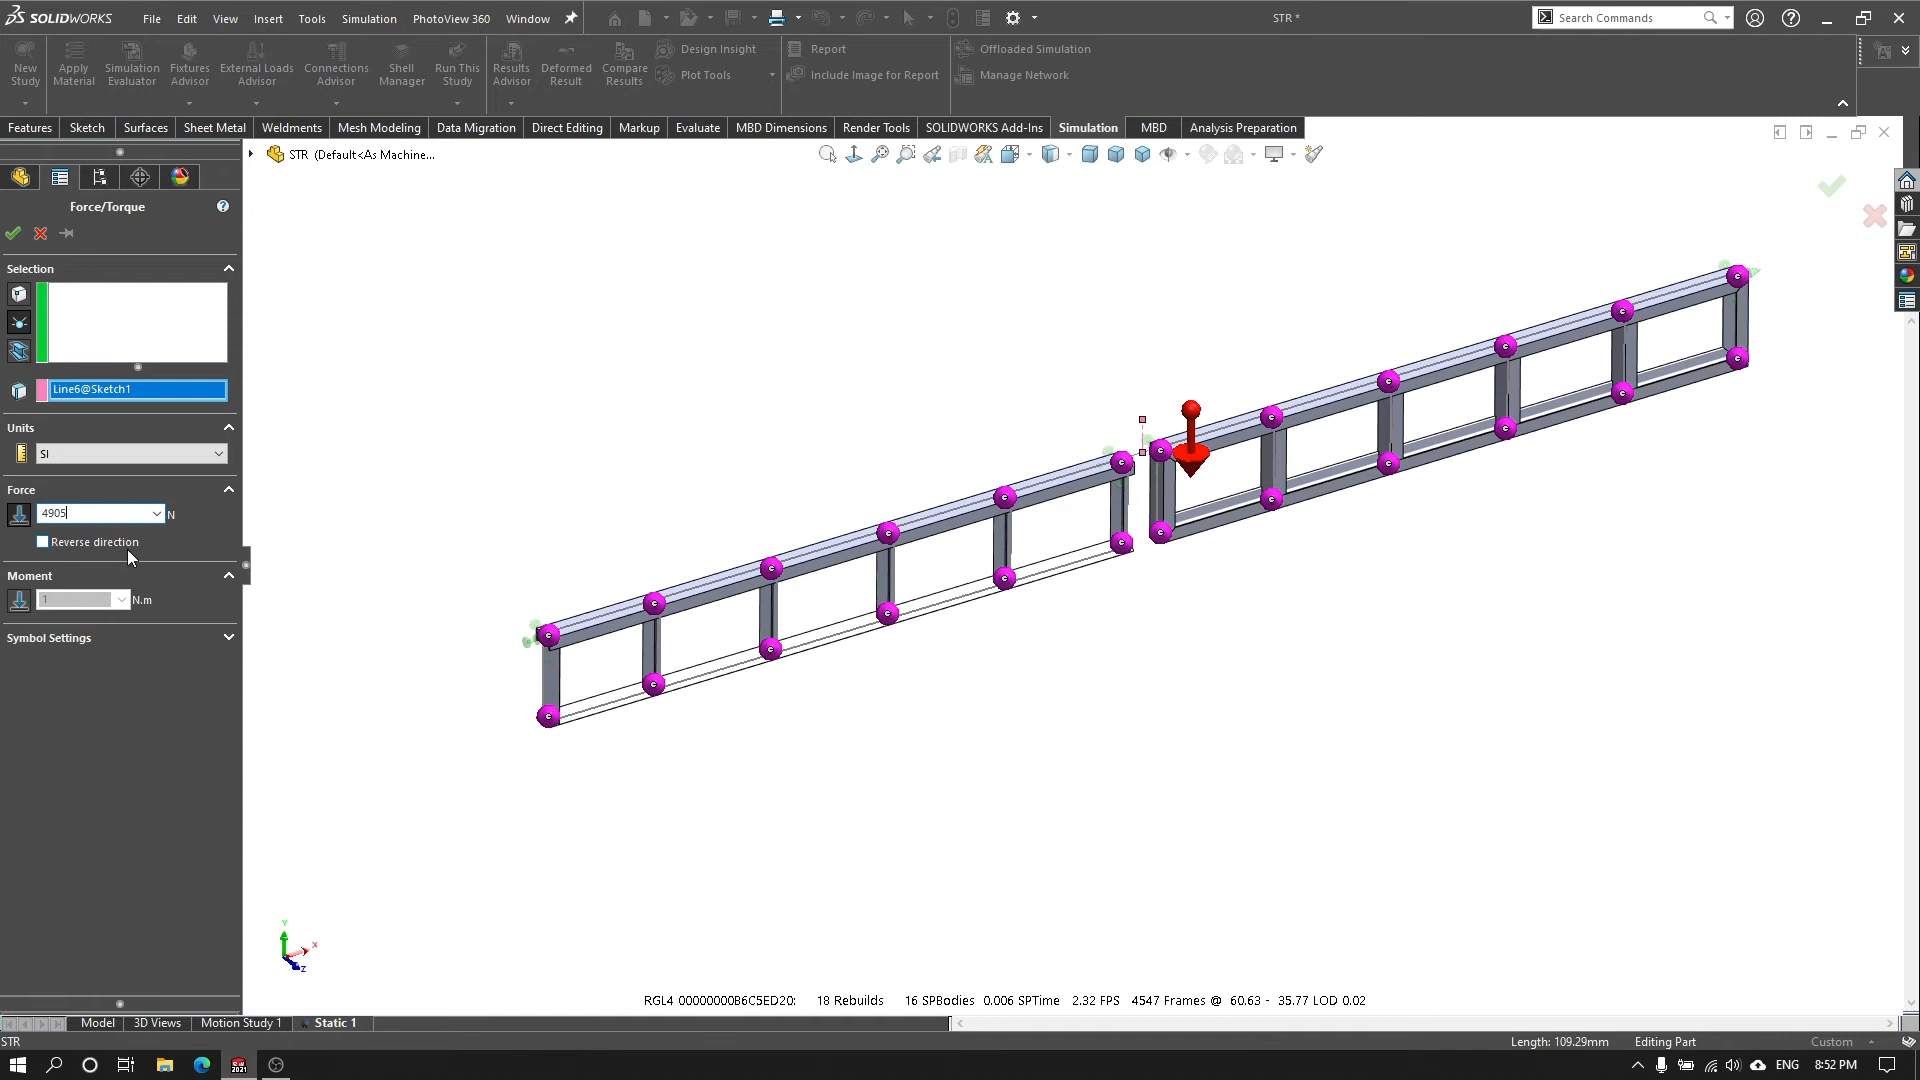 SOLIDWORKS File Edit View Insert Tools Simulation PhotoView 360 Window STR * Search Commands
New Study
Apply Material
Simulation Evaluator
Fixtures Advisor
External Loads Advisor
Connections Advisor
Shell Manager
Run This Study
Results Advisor
Deformed Result
Compare Results
Design Insight
Plot Tools
Report
Include Image for Report
Offloaded Simulation
Manage Network
Features Sketch Surfaces Sheet Metal Weldments Mesh Modeling Data Migration Direct Editing Markup Evaluate MBD Dimensions Render Tools SOLIDWORKS Add-Ins Simulation MBD Analysis Preparation
STR (Default<As Machine...
Force/Torque
Selection
Line6@Sketch1
Units
SI
Force
4905 N
Reverse direction
Moment
1 N.m
Symbol Settings
Y
X
Z
RGL4 00000000B6C5ED20: 18 Rebuilds 16 SPBodies 0.006 SPTime 2.32 FPS 4547 Frames @ 60.63 - 35.77 LOD 0.02
Model 3D Views Motion Study 1 Static 1
STR Length: 109.29mm Editing Part Custom
2021 ENG 8:52 PM